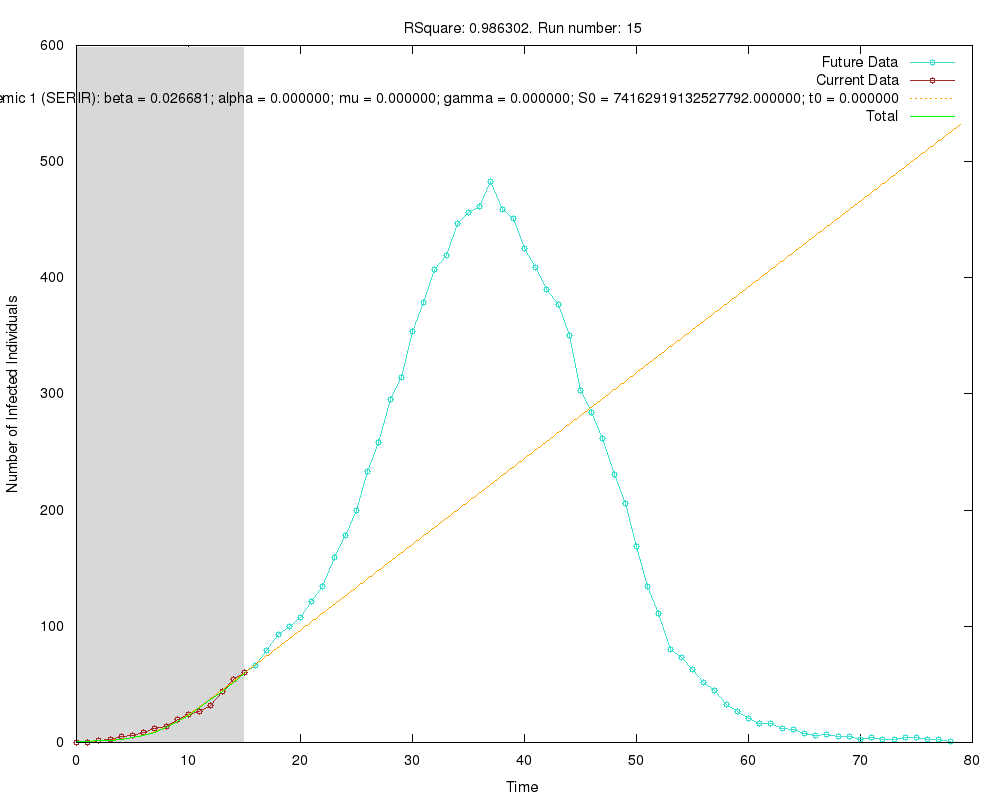 RSquare: 0.986302. Run number: 15
600
500
400
300
200
100
0
Number of Infected Individuals
Future Data
Current Data
emic 1 (SERIR): beta = 0.026681; alpha = 0.000000; mu = 0.000000; gamma = 0.000000; S0 = 74162919132527792.000000; t0 = 0.000000
Total
0 10 20 30 40 50 60 70 80
Time